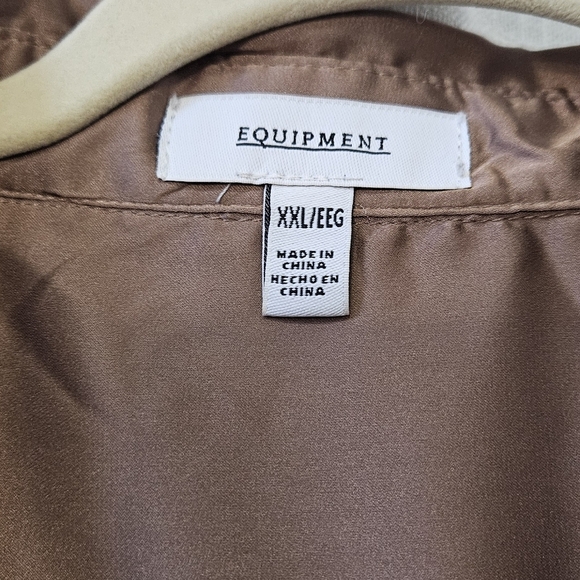 EQUIPMENT
XXL/EEG
MADE IN
CHINA
HECHO EN
CHINA